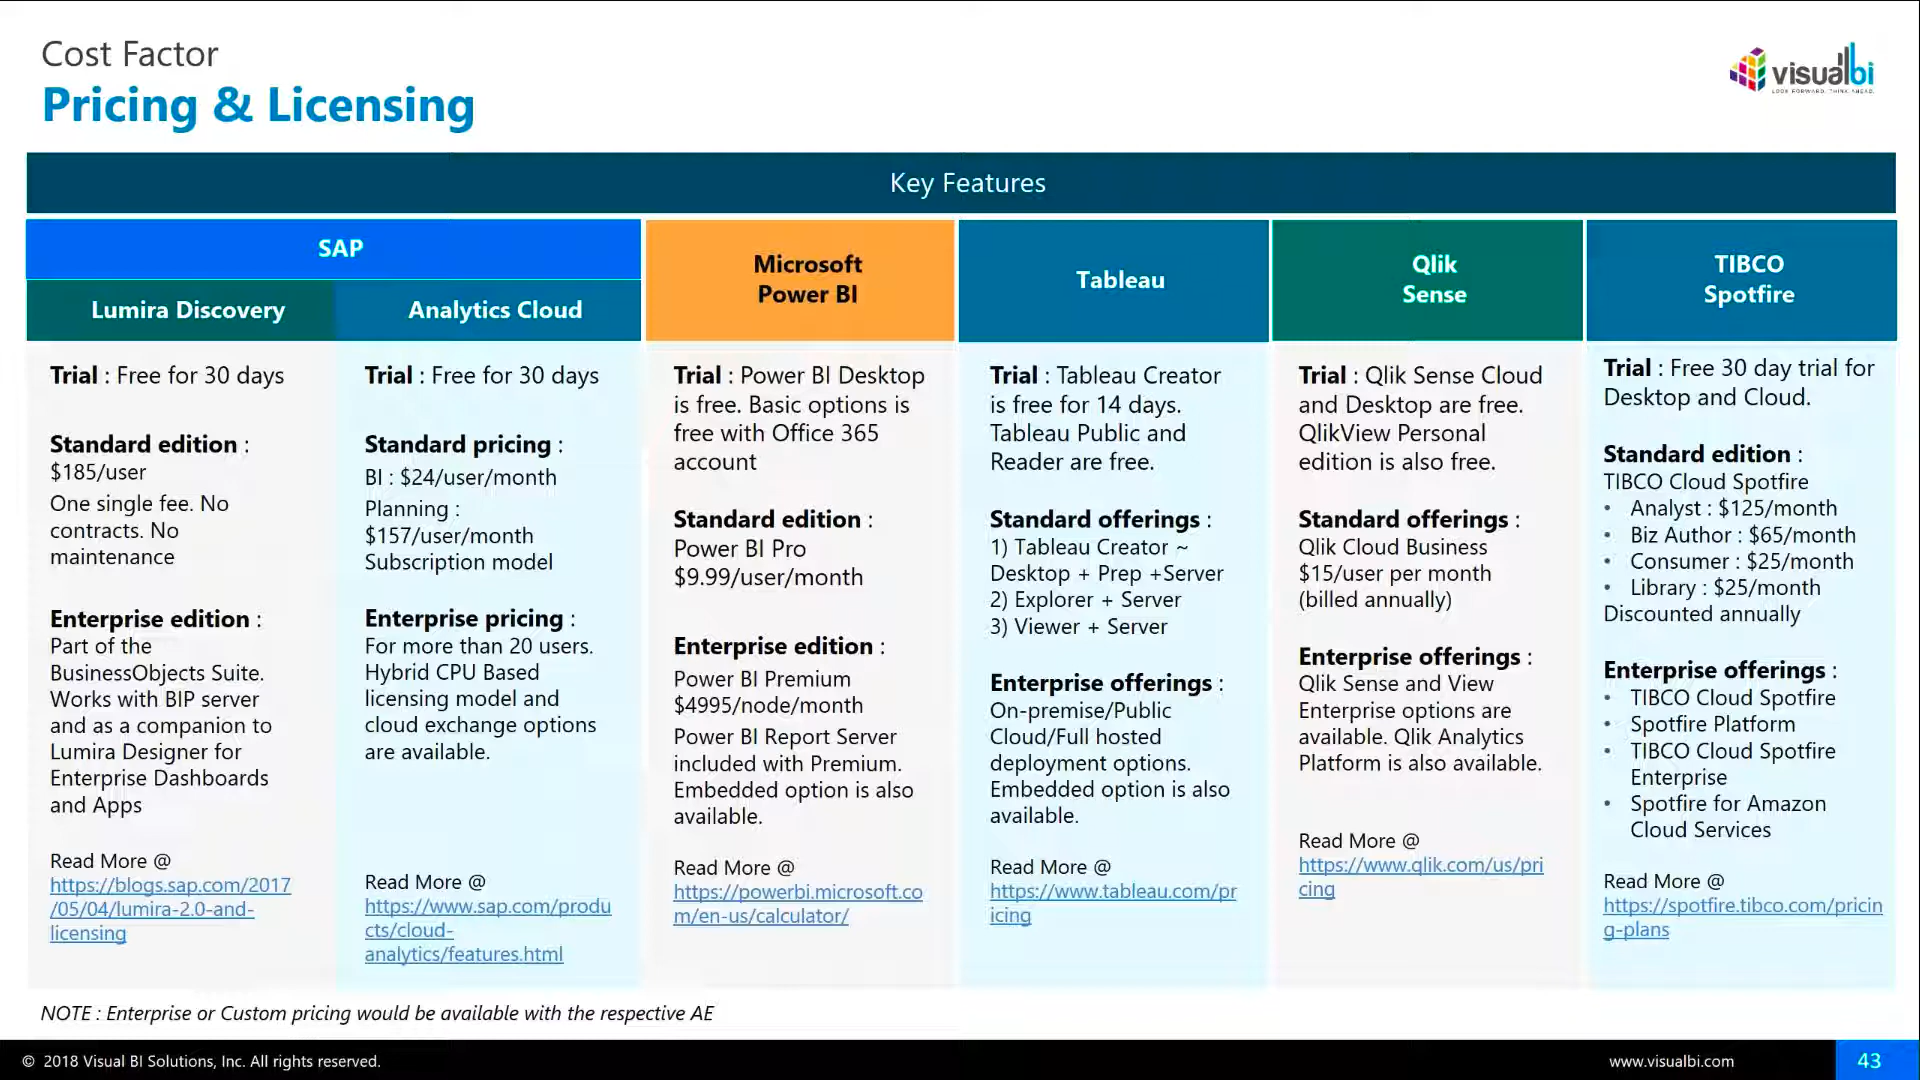 Cost Factor
Pricing & Licensing
visualbi
LOOK FORWARD. THINK AHEAD.
Key Features
SAP
Lumira Discovery
Analytics Cloud
Microsoft
Power BI
Tableau
Qlik
Sense
TIBCO
Spotfire
Trial : Free for 30 days
Standard edition :
$185/user
One single fee. No
contracts. No
maintenance
Enterprise edition :
Part of the
BusinessObjects Suite.
Works with BIP server
and as a companion to
Lumira Designer for
Enterprise Dashboards
and Apps
Read More @
https://blogs.sap.com/2017
/05/04/lumira-2.0-and-
licensing
Trial : Free for 30 days
Standard pricing :
BI : $24/user/month
Planning :
$157/user/month
Subscription model
Enterprise pricing :
For more than 20 users.
Hybrid CPU Based
licensing model and
cloud exchange options
are available.
Read More @
https://www.sap.com/produ
cts/cloud-
analytics/features.html
Trial : Power BI Desktop
is free. Basic options is
free with Office 365
account
Standard edition :
Power BI Pro
$9.99/user/month
Enterprise edition :
Power BI Premium
$4995/node/month
Power BI Report Server
included with Premium.
Embedded option is also
available.
Read More @
https://powerbi.microsoft.co
m/en-us/calculator/
Trial : Tableau Creator
is free for 14 days.
Tableau Public and
Reader are free.
Standard offerings :
1) Tableau Creator ~
Desktop + Prep +Server
2) Explorer + Server
3) Viewer + Server
Enterprise offerings :
On-premise/Public
Cloud/Full hosted
deployment options.
Embedded option is also
available.
Read More @
https://www.tableau.com/pr
icing
Trial : Qlik Sense Cloud
and Desktop are free.
QlikView Personal
edition is also free.
Standard offerings :
Qlik Cloud Business
$15/user per month
(billed annually)
Enterprise offerings :
Qlik Sense and View
Enterprise options are
available. Qlik Analytics
Platform is also available.
Read More @
https://www.qlik.com/us/pri
cing
Trial : Free 30 day trial for
Desktop and Cloud.
Standard edition :
TIBCO Cloud Spotfire
• Analyst : $125/month
• Biz Author : $65/month
• Consumer : $25/month
• Library : $25/month
Discounted annually
Enterprise offerings :
• TIBCO Cloud Spotfire
• Spotfire Platform
• TIBCO Cloud Spotfire
Enterprise
• Spotfire for Amazon
Cloud Services
Read More @
https://spotfire.tibco.com/pricin
g-plans
NOTE : Enterprise or Custom pricing would be available with the respective AE
© 2018 Visual BI Solutions, Inc. All rights reserved.
www.visualbi.com
43